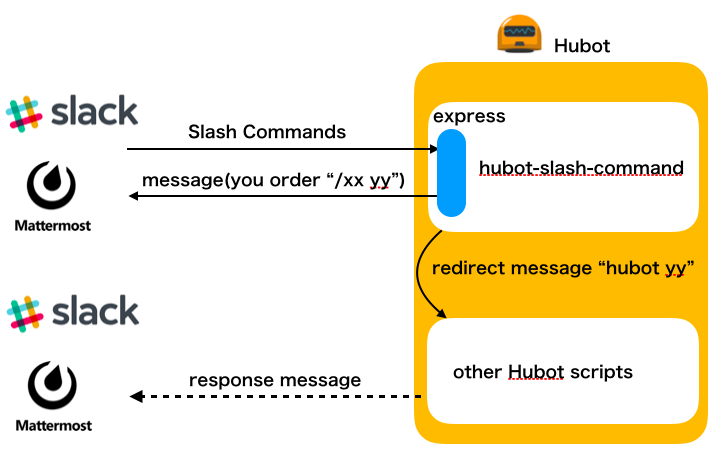 Hubot
slack
express
Slash Commands
hubot-slash-command
message(you order “/xx yy”)
Mattermost
redirect message “hubot yy”
slack
other Hubot scripts
response message
Mattermost